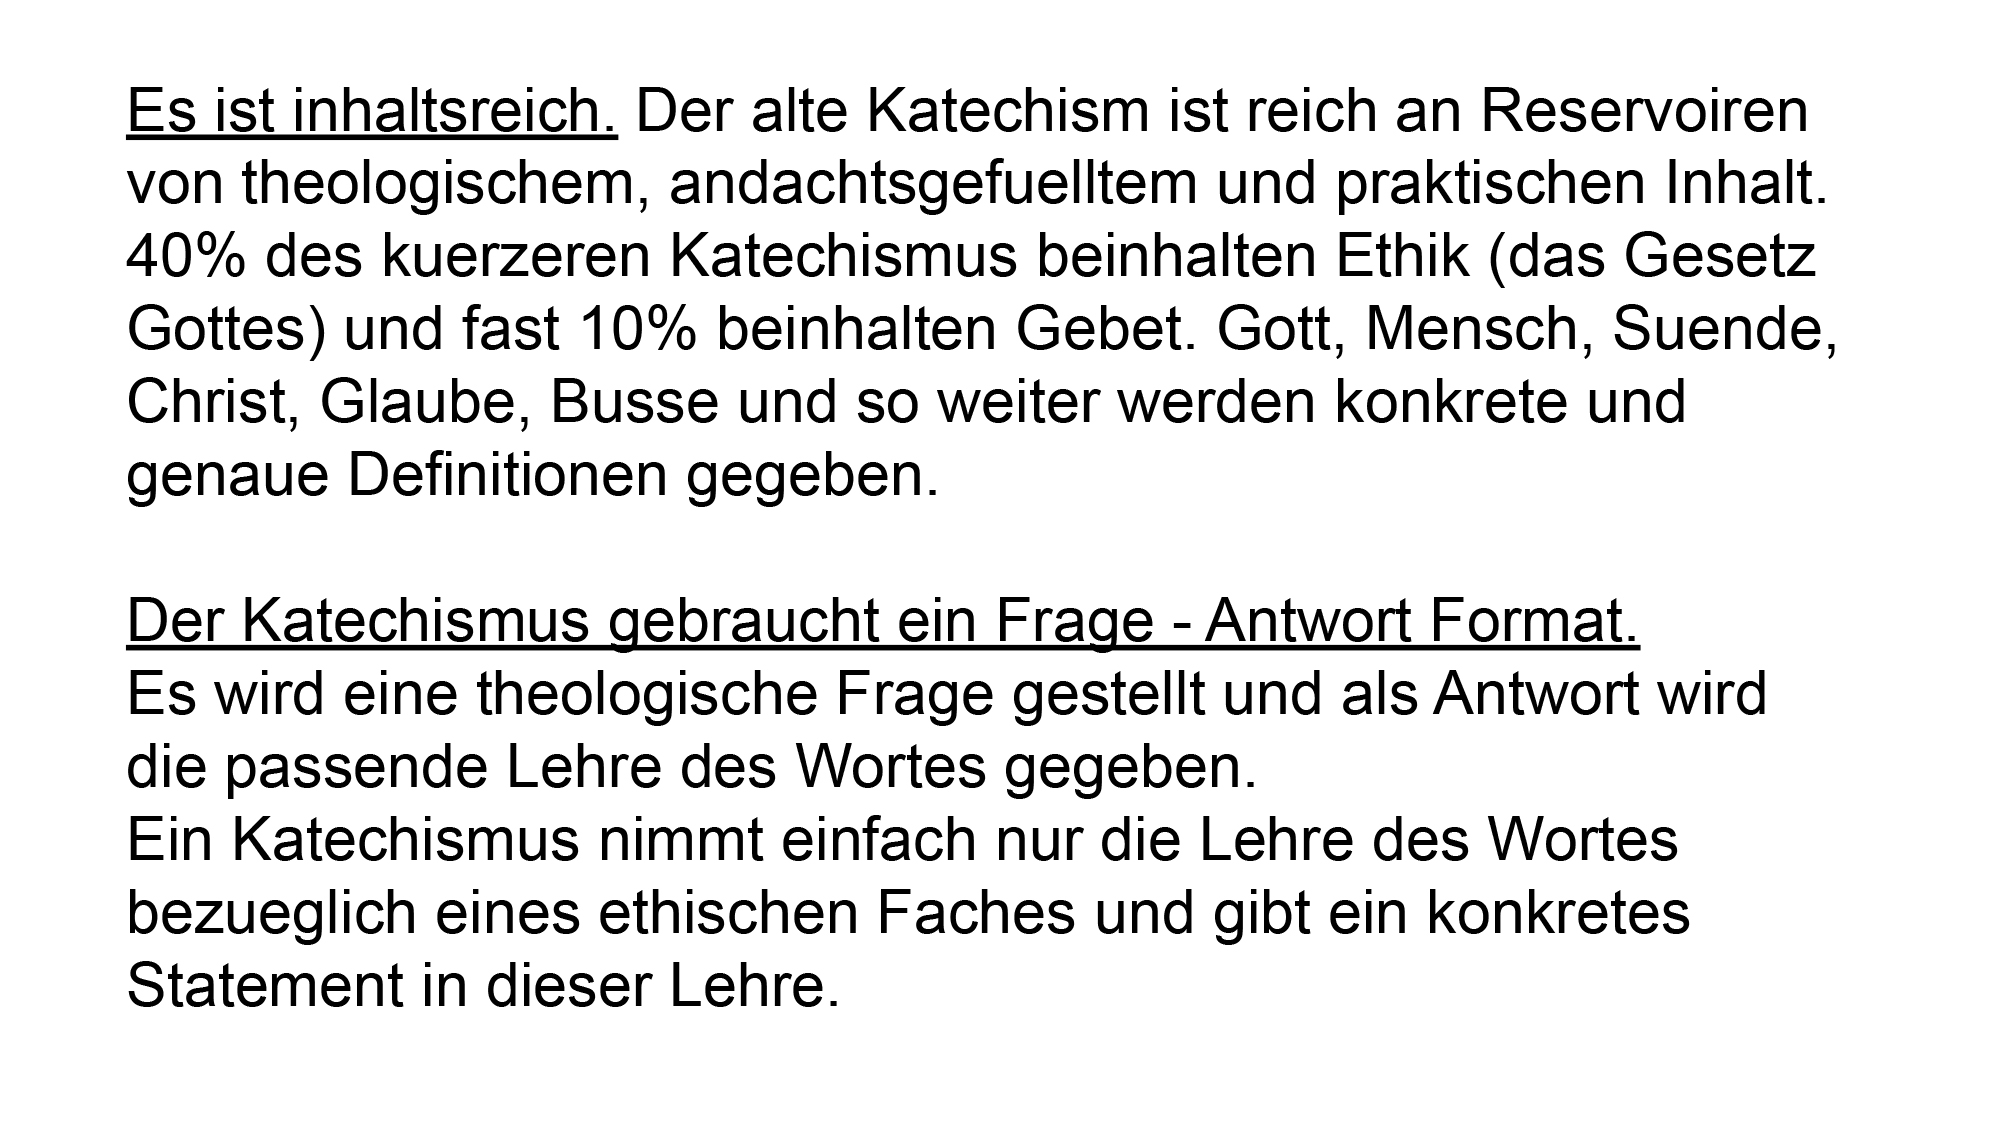 Es ist inhaltsreich. Der alte Katechism ist reich an Reservoiren
von theologischem, andachtsgefuelltem und praktischen Inhalt.
40% des kuerzeren Katechismus beinhalten Ethik (das Gesetz
Gottes) und fast 10% beinhalten Gebet. Gott, Mensch, Suende,
Christ, Glaube, Busse und so weiter werden konkrete und
genaue Definitionen gegeben.
Der Katechismus gebraucht ein Frage - Antwort Format.
Es wird eine theologische Frage gestellt und als Antwort wird
die passende Lehre des Wortes gegeben.
Ein Katechismus nimmt einfach nur die Lehre des Wortes
bezueglich eines ethischen Faches und gibt ein konkretes
Statement in dieser Lehre.